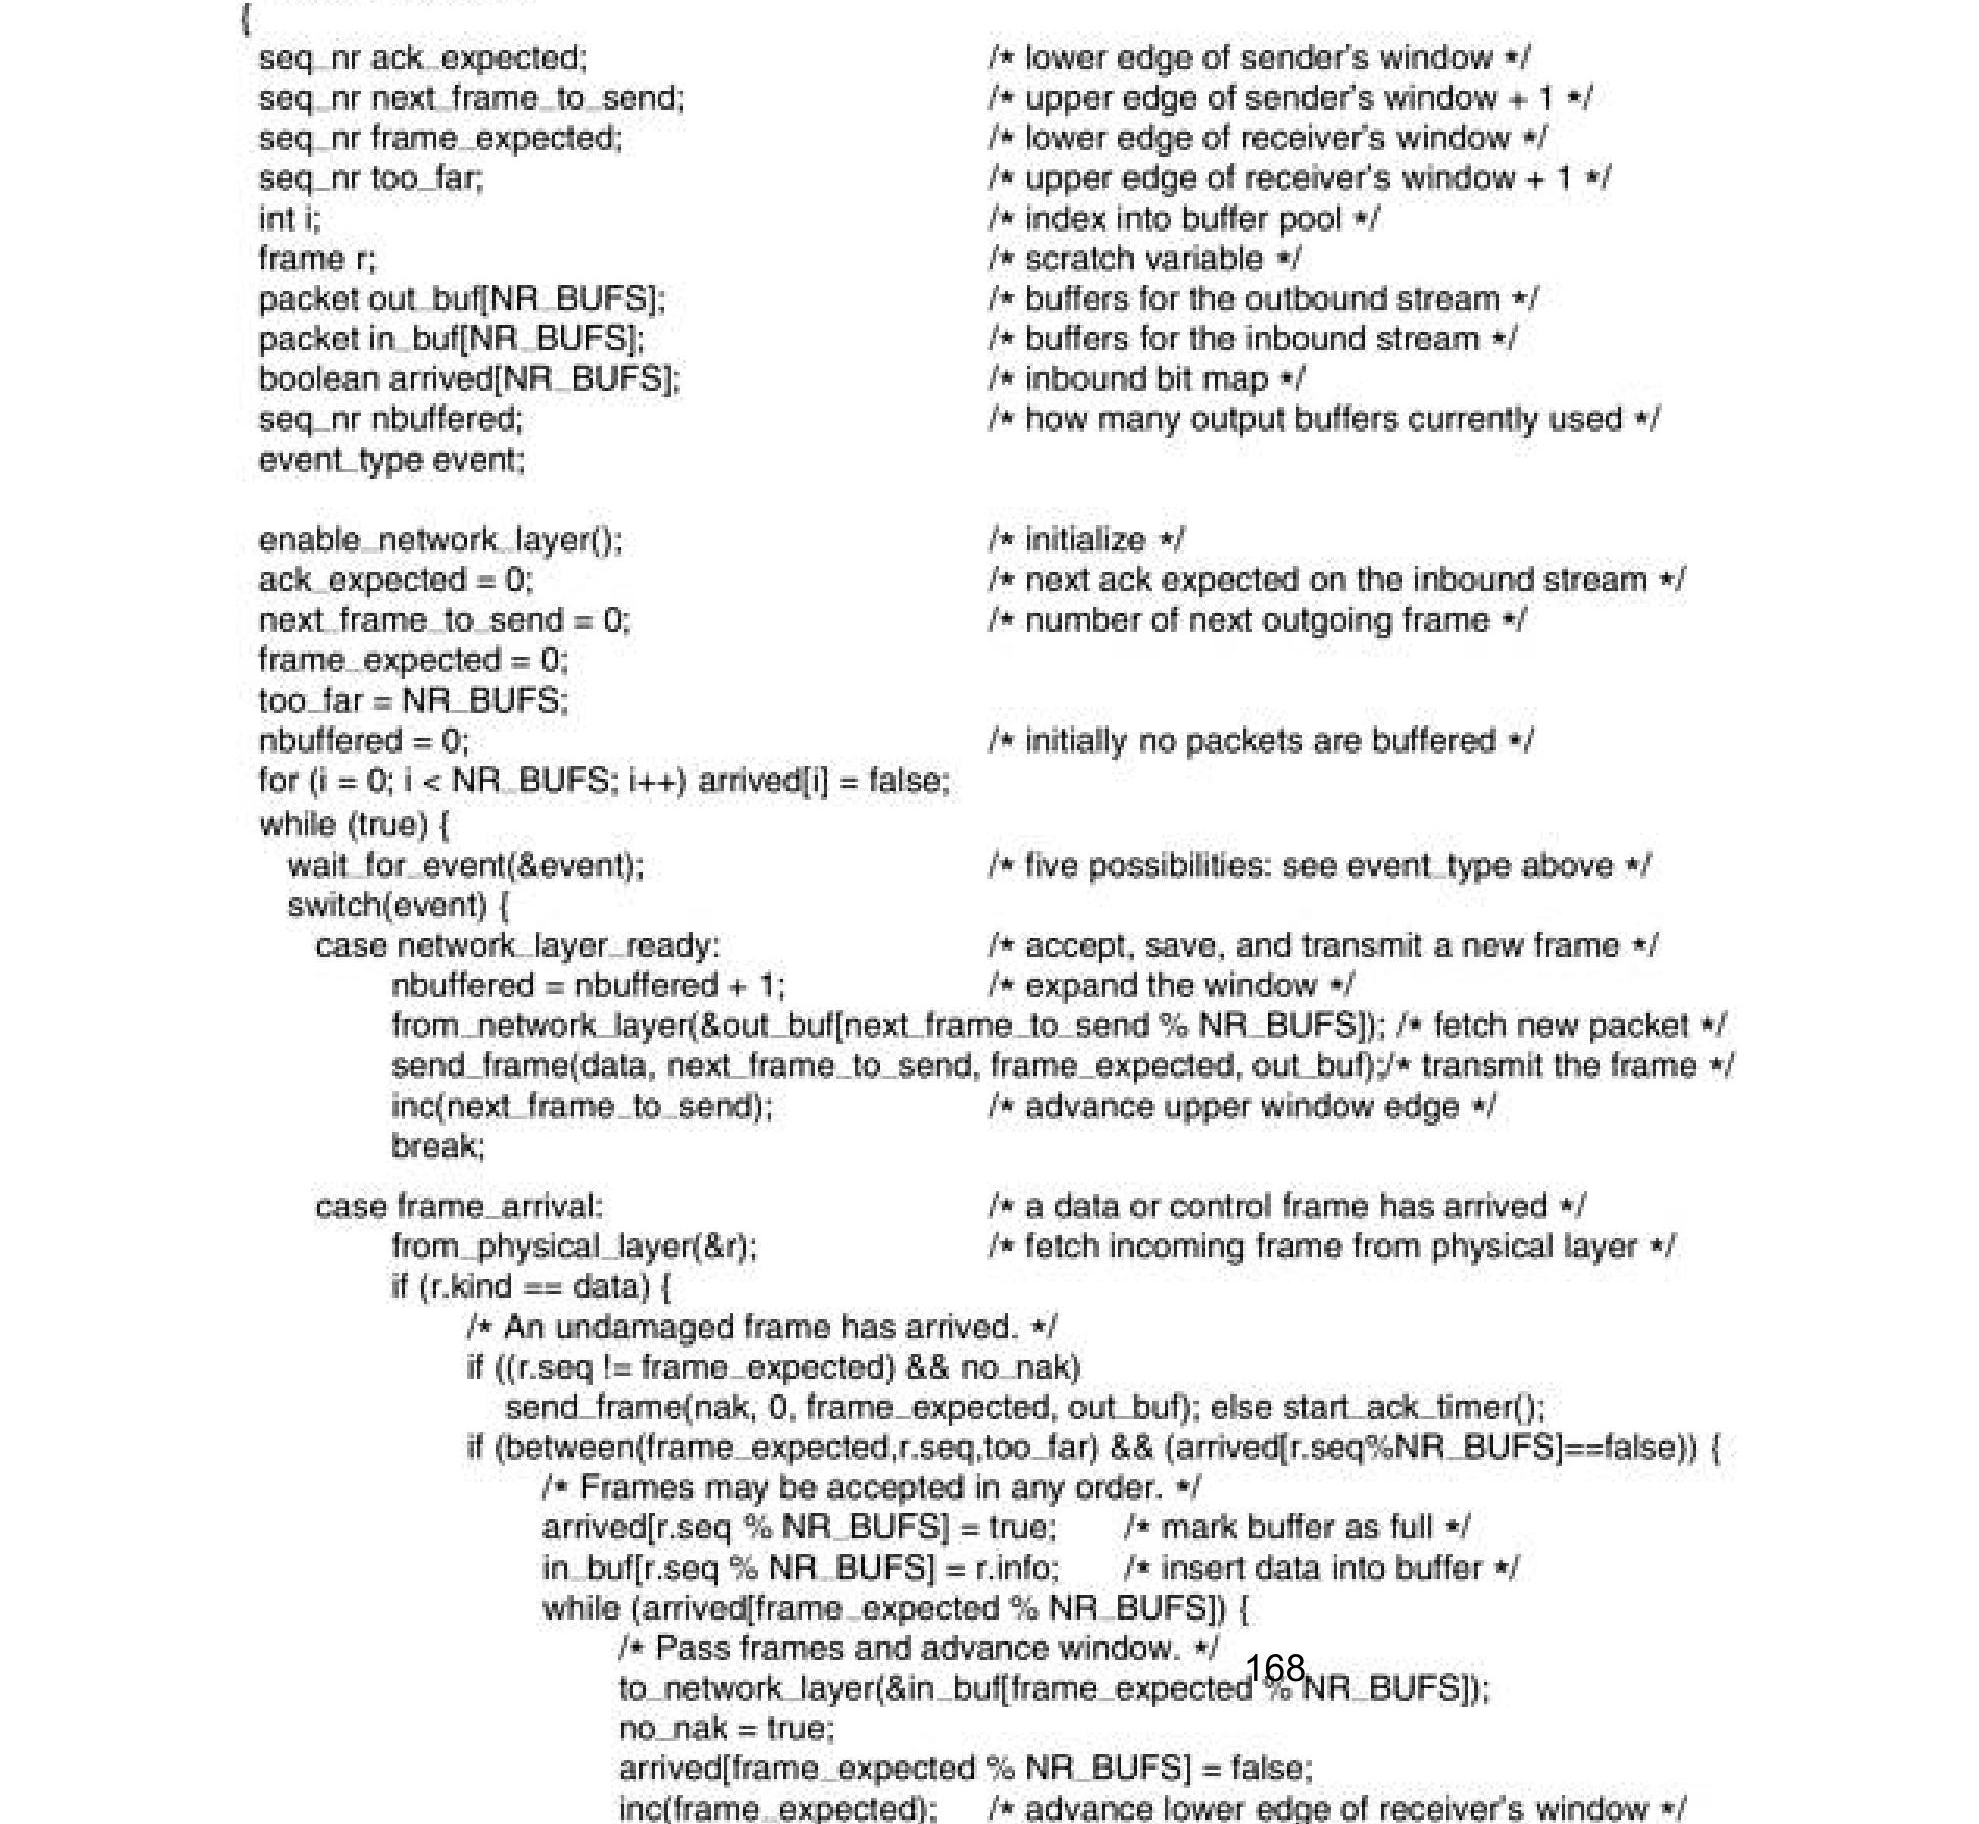 {
seq_nr ack_expected; /* lower edge of sender's window */
seq_nr next_frame_to_send; /* upper edge of sender's window + 1 */
seq_nr frame_expected; /* lower edge of receiver's window */
seq_nr too_far; /* upper edge of receiver's window + 1 */
int i; /* index into buffer pool */
frame r; /* scratch variable */
packet out_buf[NR_BUFS]; /* buffers for the outbound stream */
packet in_buf[NR_BUFS]; /* buffers for the inbound stream */
boolean arrived[NR_BUFS]; /* inbound bit map */
seq_nr nbuffered; /* how many output buffers currently used */
event_type event;
enable_network_layer(); /* initialize */
ack_expected = 0; /* next ack expected on the inbound stream */
next_frame_to_send = 0; /* number of next outgoing frame */
frame_expected = 0;
too_far = NR_BUFS;
nbuffered = 0; /* initially no packets are buffered */
for (i = 0; i < NR_BUFS; i++) arrived[i] = false;
while (true) {
wait_for_event(&event); /* five possibilities: see event_type above */
switch(event) {
case network_layer_ready: /* accept, save, and transmit a new frame */
nbuffered = nbuffered + 1; /* expand the window */
from_network_layer(&out_buf[next_frame_to_send % NR_BUFS]); /* fetch new packet */
send_frame(data, next_frame_to_send, frame_expected, out_buf);/* transmit the frame */
inc(next_frame_to_send); /* advance upper window edge */
break;
case frame_arrival: /* a data or control frame has arrived */
from_physical_layer(&r); /* fetch incoming frame from physical layer */
if (r.kind == data) {
/* An undamaged frame has arrived. */
if ((r.seq != frame_expected) && no_nak)
send_frame(nak, 0, frame_expected, out_buf); else start_ack_timer();
if (between(frame_expected,r.seq,too_far) && (arrived[r.seq%NR_BUFS]==false)) {
/* Frames may be accepted in any order. */
arrived[r.seq % NR_BUFS] = true; /* mark buffer as full */
in_buf[r.seq % NR_BUFS] = r.info; /* insert data into buffer */
while (arrived[frame_expected % NR_BUFS]) {
/* Pass frames and advance window. */
168
to_network_layer(&in_buf[frame_expected % NR_BUFS]);
no_nak = true;
arrived[frame_expected % NR_BUFS] = false;
inc(frame_expected); /* advance lower edge of receiver's window */